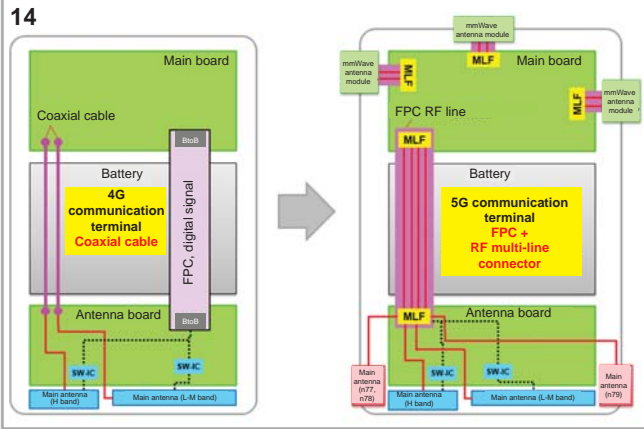 14
Main board
Coaxial cable
BtoB
Battery
4G
communication
terminal
Coaxial cable
FPC, digital signal
Antenna board
BtoB
SW-IC
SW-IC
Main antenna
(H band)
Main antenna (L-M band)
mmWave
antenna module
mmWave
antenna
module
MLF
MLF
Main board
mmWave
antenna
module
MLF
FPC RF line
MLF
Battery
5G communication
terminal
FPC +
RF multi-line
connector
MLF
Antenna board
Main
antenna
(n77,
n78)
SW-IC
SW-IC
Main
antenna
(n79)
Main antenna
(H band)
Main antenna (L-M band)